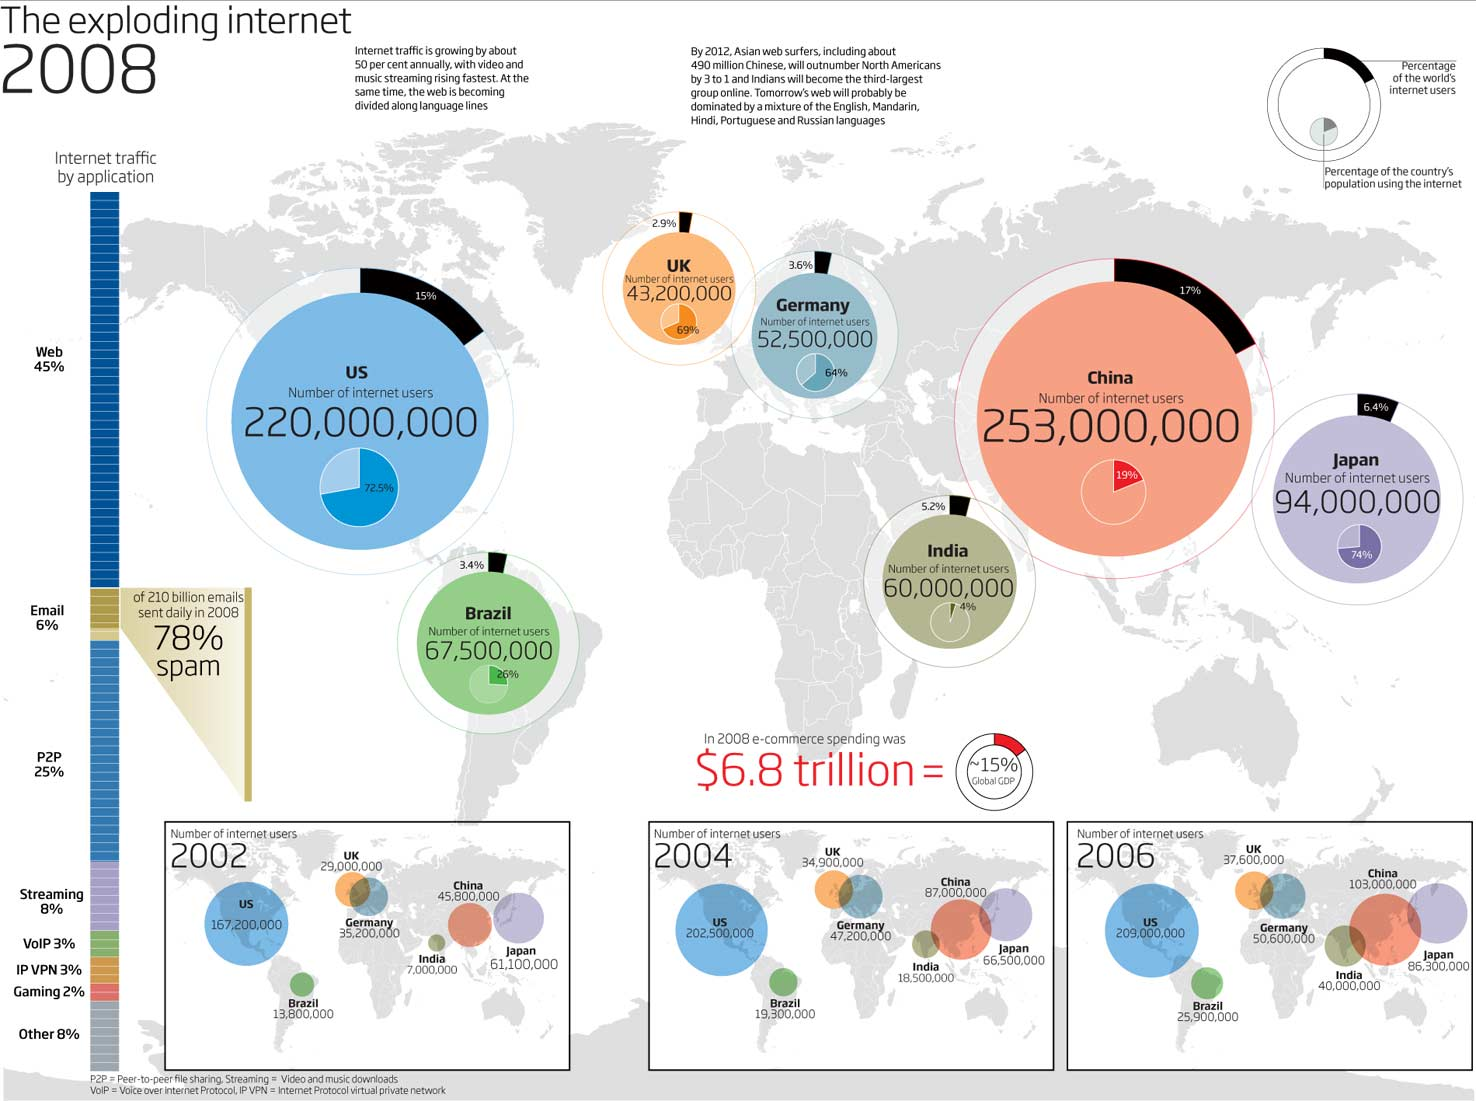 The exploding internet
2008
Internet traffic is growing by about
50 per cent annually, with video and
music streaming rising fastest. At the
same time, the web is becoming
divided along language lines
By 2012, Asian web surfers, including about
490 million Chinese, will outnumber North Americans
by 3 to 1 and Indians will become the third-largest
group online. Tomorrow's web will probably be
dominated by a mixture of the English, Mandarin,
Hindi, Portuguese and Russian languages
Percentage
of the world's
internet users
Percentage of the country's
population using the internet
Internet traffic
by application
Web
45%
Email
6%
P2P
25%
Streaming
8%
VoIP 3%
IP VPN 3%
Gaming 2%
Other 8%
of 210 billion emails
sent daily in 2008
78%
spam
15%
US
Number of internet users
220,000,000
72.5%
2.9%
UK
Number of internet users
43,200,000
69%
3.6%
Germany
Number of internet users
52,500,000
64%
17%
China
Number of internet users
253,000,000
19%
6.4%
Japan
Number of internet users
94,000,000
74%
5.2%
India
Number of internet users
60,000,000
4%
3.4%
Brazil
Number of internet users
67,500,000
26%
In 2008 e-commerce spending was
$6.8 trillion =
~15%
Global GDP
Number of internet users
2002
UK
29,000,000
US
167,200,000
China
45,800,000
Germany
35,200,000
India
7,000,000
Japan
61,100,000
Brazil
13,800,000
Number of internet users
2004
UK
34,900,000
US
202,500,000
China
87,000,000
Germany
47,200,000
India
18,500,000
Japan
66,500,000
Brazil
19,300,000
Number of internet users
2006
UK
37,600,000
US
209,000,000
China
103,000,000
Germany
50,600,000
India
40,000,000
Japan
86,300,000
Brazil
25,900,000
P2P = Peer-to-peer file sharing, Streaming = Video and music downloads
VoIP = Voice over Internet Protocol, IP VPN = Internet Protocol virtual private network